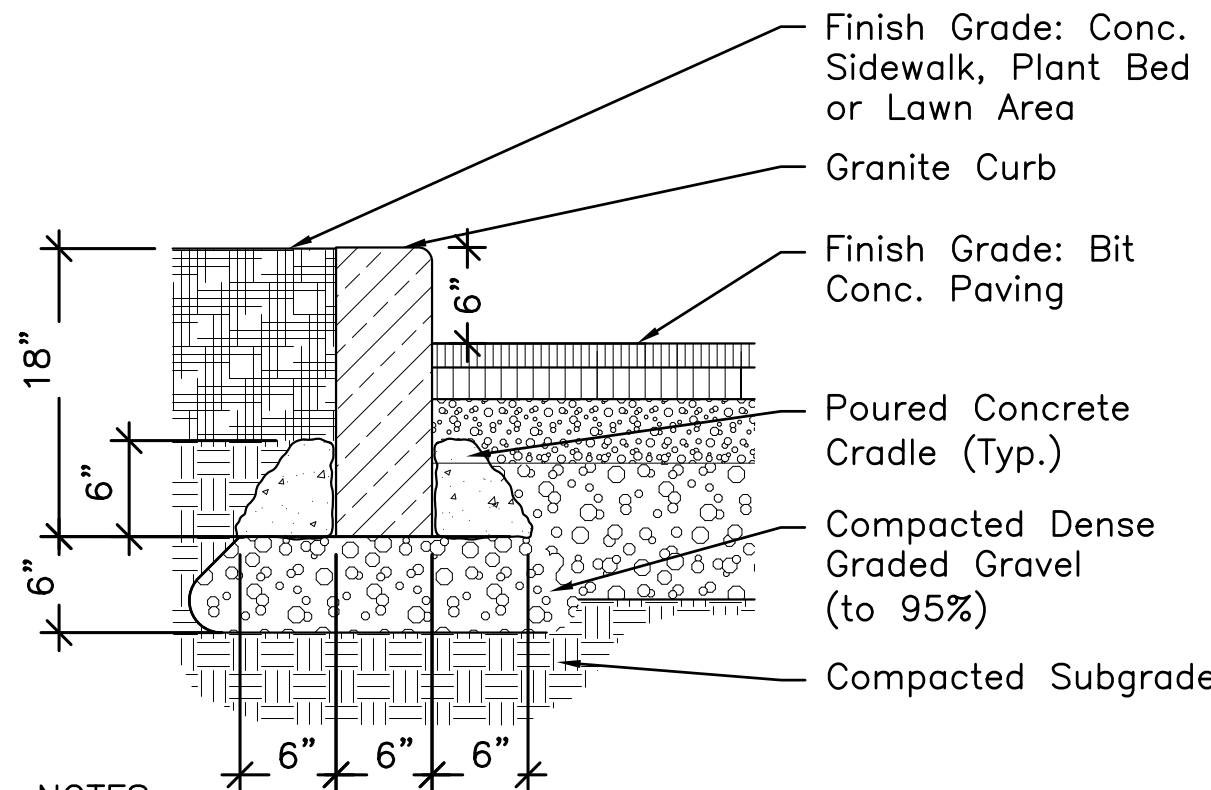 Finish Grade: Conc.
Sidewalk, Plant Bed
or Lawn Area
Granite Curb
Finish Grade: Bit
Conc. Paving
6"
18"
Poured Concrete
Cradle (Typ.)
6"
Compacted Dense
Graded Gravel
(to 95%)
6"
Compacted Subgrade
6" 6" 6"
NOTES